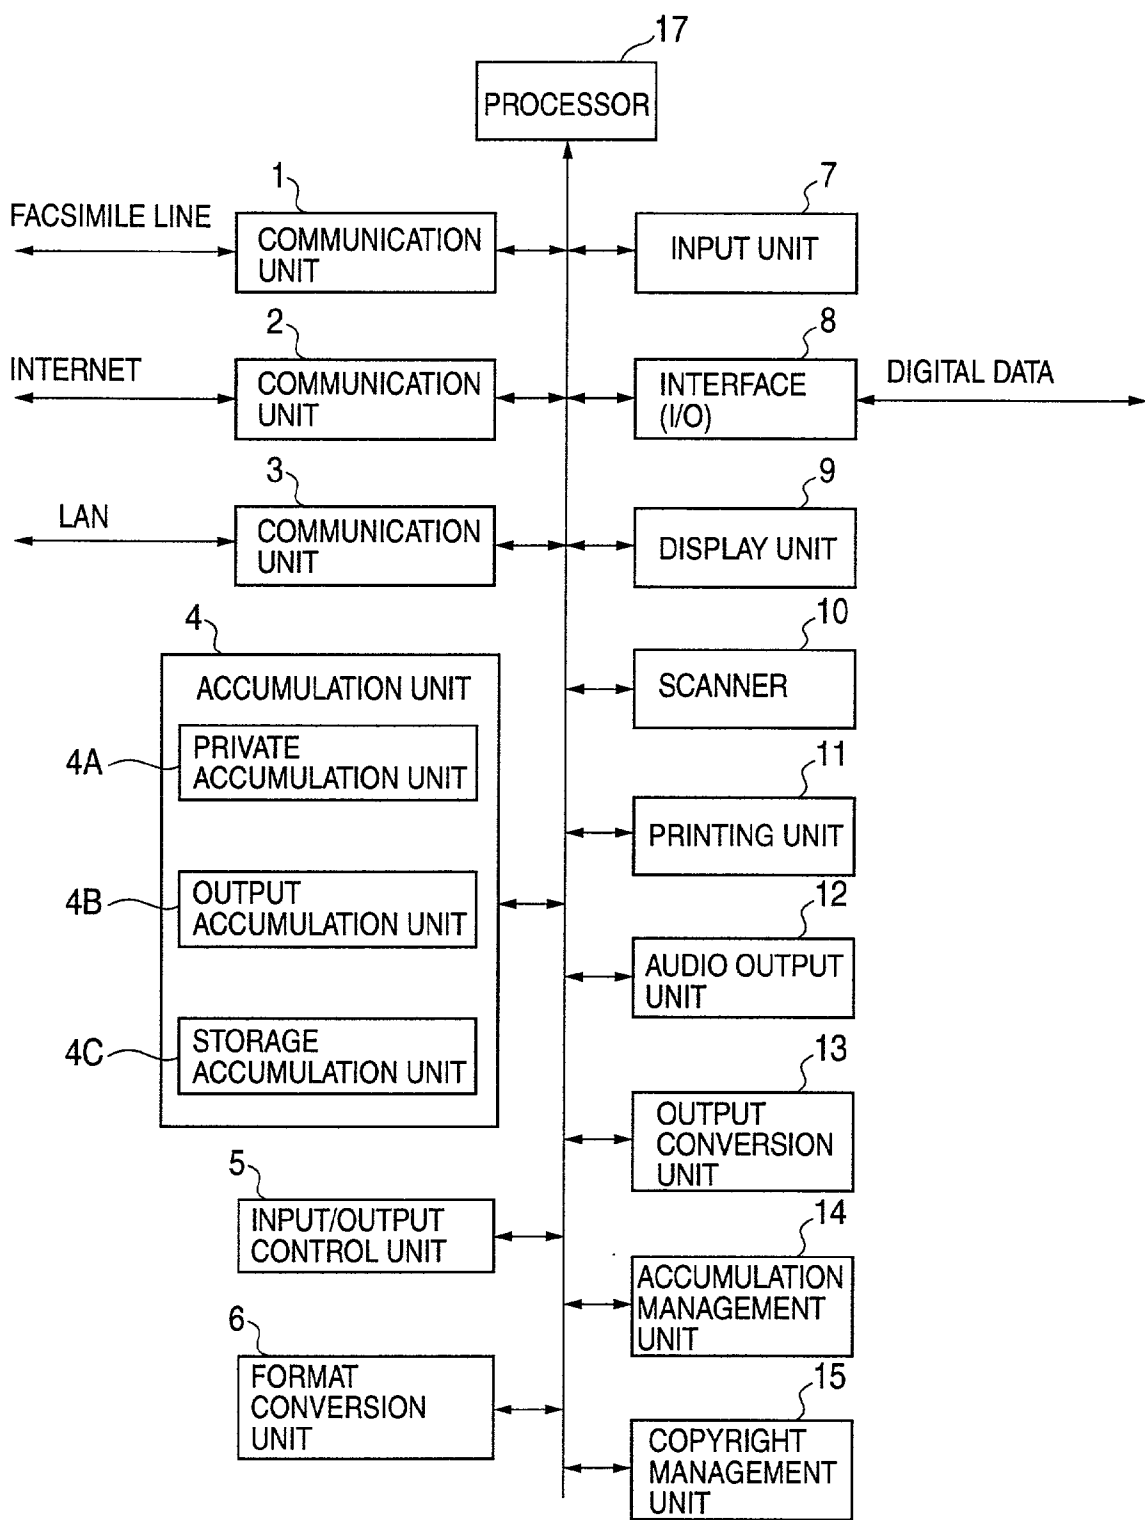 17
PROCESSOR
1
FACSIMILE LINE
COMMUNICATION
UNIT
7
INPUT UNIT
2
INTERNET
COMMUNICATION
UNIT
8
INTERFACE
(I/O)
DIGITAL DATA
3
LAN
COMMUNICATION
UNIT
9
DISPLAY UNIT
4
ACCUMULATION UNIT
4A
PRIVATE
ACCUMULATION UNIT
4B
OUTPUT
ACCUMULATION UNIT
4C
STORAGE
ACCUMULATION UNIT
10
SCANNER
11
PRINTING UNIT
12
AUDIO OUTPUT
UNIT
13
OUTPUT
CONVERSION
UNIT
5
INPUT/OUTPUT
CONTROL UNIT
14
ACCUMULATION
MANAGEMENT
UNIT
6
FORMAT
CONVERSION
UNIT
15
COPYRIGHT
MANAGEMENT
UNIT